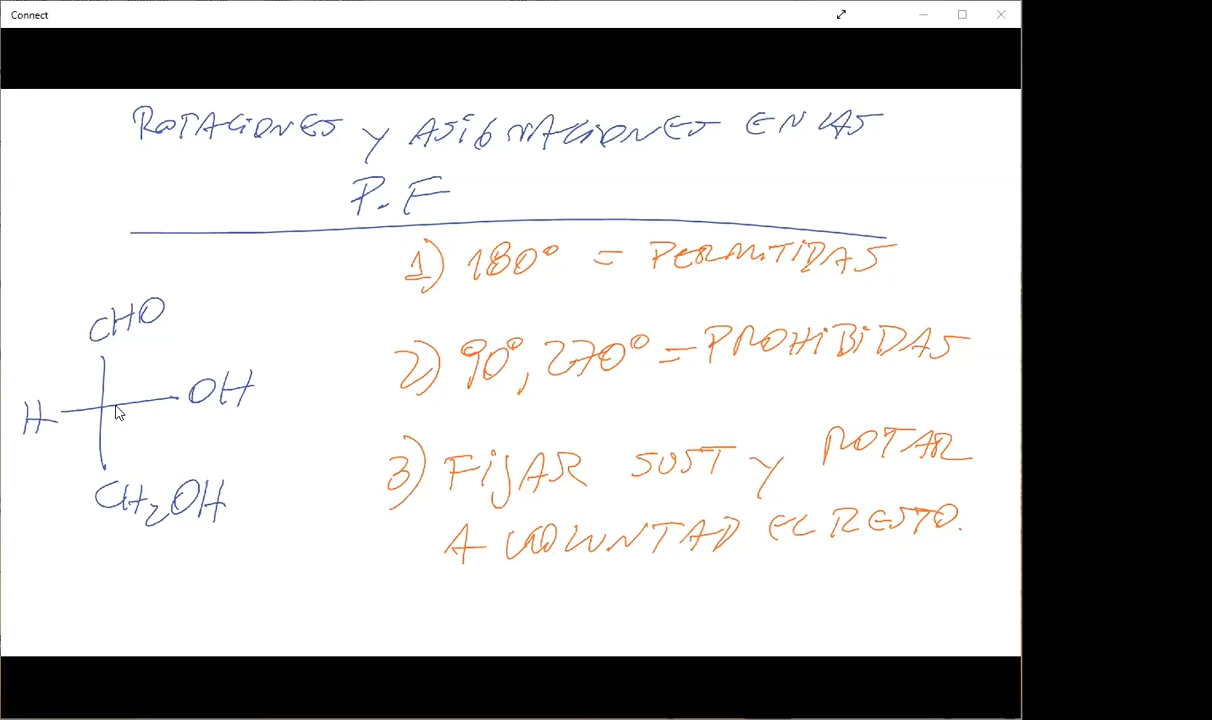 Connect
ROTACIONES y ASIGNACIONES EN LAS
P.F
1) 180° = PERMITIDAS
CHO
2) 90°, 270° = PROHIBIDAS
H OH
3) FIJAR SUST y ROTAR
A VOLUNTAD EL RESTO.
CH2OH